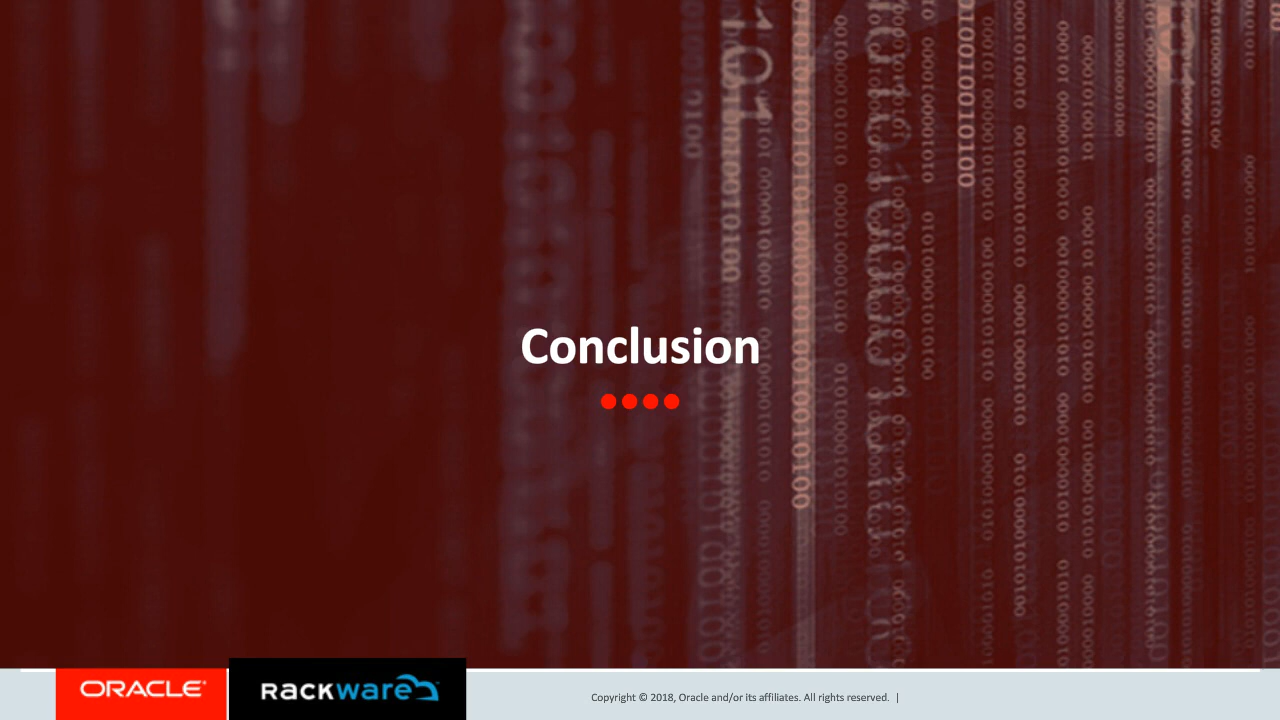 Conclusion
ORACLE®
RACKWARE
Copyright © 2018, Oracle and/or its affiliates. All rights reserved. |